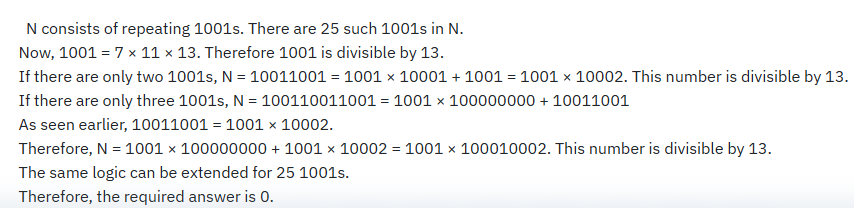 N consists of repeating 1001s. There are 25 such 1001s in N.
Now, 1001 = 7 × 11 × 13. Therefore 1001 is divisible by 13.
If there are only two 1001s, N = 10011001 = 1001 × 10001 + 1001 = 1001 × 10002. This number is divisible by 13.
If there are only three 1001s, N = 100110011001 = 1001 × 100000000 + 10011001
As seen earlier, 10011001 = 1001 × 10002.
Therefore, N = 1001 × 100000000 + 1001 × 10002 = 1001 × 100010002. This number is divisible by 13.
The same logic can be extended for 25 1001s.
Therefore, the required answer is 0.